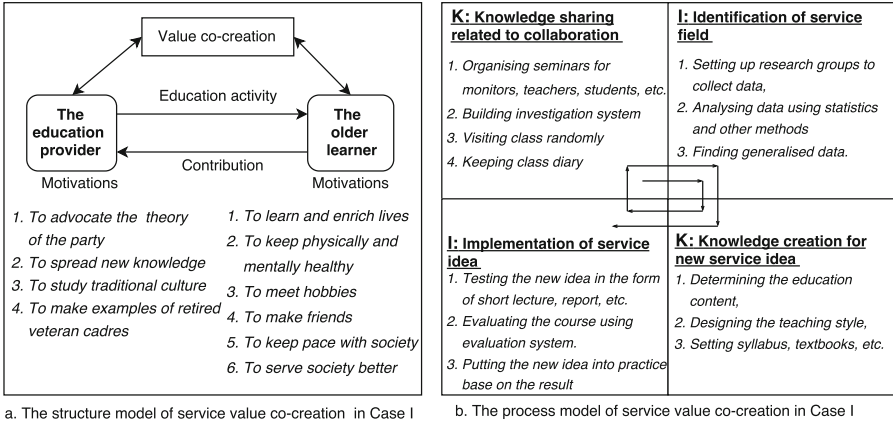 Value co-creation
Education activity
The
education
provider
The
older
learner
Contribution
Motivations
Motivations
1. To advocate the theory
of the party
2. To spread new knowledge
3. To study traditional culture
4. To make examples of retired
veteran cadres
1. To learn and enrich lives
2. To keep physically and
mentally healthy
3. To meet hobbies
4. To make friends
5. To keep pace with society
6. To serve society better
a. The structure model of service value co-creation in Case I
K: Knowledge sharing
related to collaboration
1. Organising seminars for
monitors, teachers, students, etc.
2. Building investigation system
3. Visiting class randomly
4. Keeping class diary
I: Identification of service
field
1. Setting up research groups to
collect data,
2. Analysing data using statistics
and other methods
3. Finding generalised data.
I: Implementation of service
idea
1. Testing the new idea in the form
of short lecture, report, etc.
2. Evaluating the course using
evaluation system.
3. Putting the new idea into practice
base on the result
K: Knowledge creation for
new service idea
1. Determining the education
content,
2. Designing the teaching style,
3. Setting syllabus, textbooks, etc.
b. The process model of service value co-creation in Case I